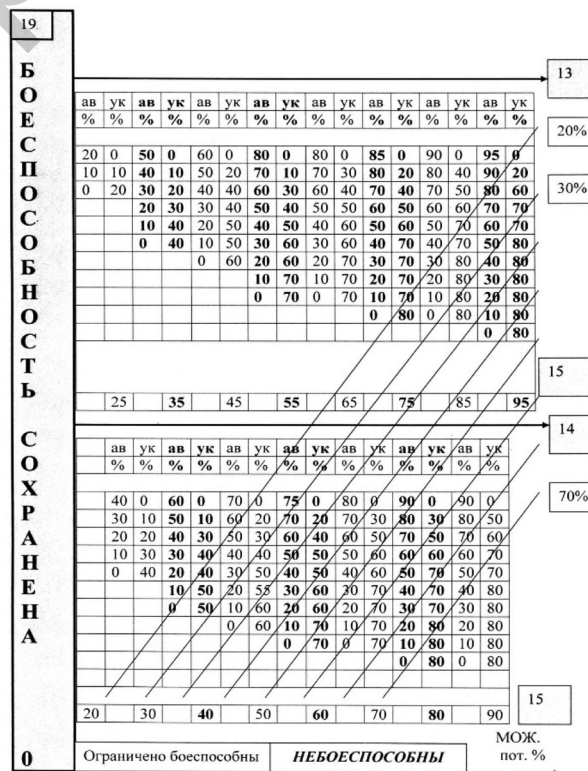 19
БОЕСПОСОБНОСТЬ СОХРАНЕНА 0
13
ав ук ав ук ав ук ав ук ав ук ав ук ав ук ав ук
% % % % % % % % % % % % % % % %
20%
20 0 50 0 60 0 80 0 80 0 85 0 90 0 95 0
10 10 40 10 50 20 70 10 70 30 80 20 80 40 90 20
0 20 30 20 40 40 60 30 60 40 70 40 70 50 80 60
30%
20 30 30 40 50 40 50 50 60 50 60 60 70 70
10 40 20 50 40 50 40 60 50 60 50 70 60 70
0 40 10 50 30 60 30 60 40 70 40 70 50 80
0 60 20 60 20 70 30 70 30 80 40 80
10 70 10 70 20 70 20 80 30 80
0 70 0 70 10 70 10 80 20 80
0 80 0 80 10 80
0 80
15
25 35 45 55 65 75 85 95
14
ав ук ав ук ав ук ав ук ав ук ав ук ав ук
% % % % % % % % % % % % % %
70%
40 0 60 0 70 0 75 0 80 0 90 0 90 0
30 10 50 10 60 20 70 20 70 30 80 30 80 50
20 20 40 30 50 30 60 40 60 50 70 50 70 60
10 30 30 40 40 40 50 50 50 60 60 60 60 70
0 40 20 40 30 50 40 50 40 60 50 70 50 70
10 50 20 55 30 60 30 70 40 70 40 80
0 50 10 60 20 60 20 70 30 70 30 80
0 60 10 70 10 70 20 80 20 80
0 70 0 70 10 80 10 80
0 80 0 80
15
20 30 40 50 60 70 80 90
Ограничено боеспособны НЕБОЕСПОСОБНЫ
МОЖ.
пот. %